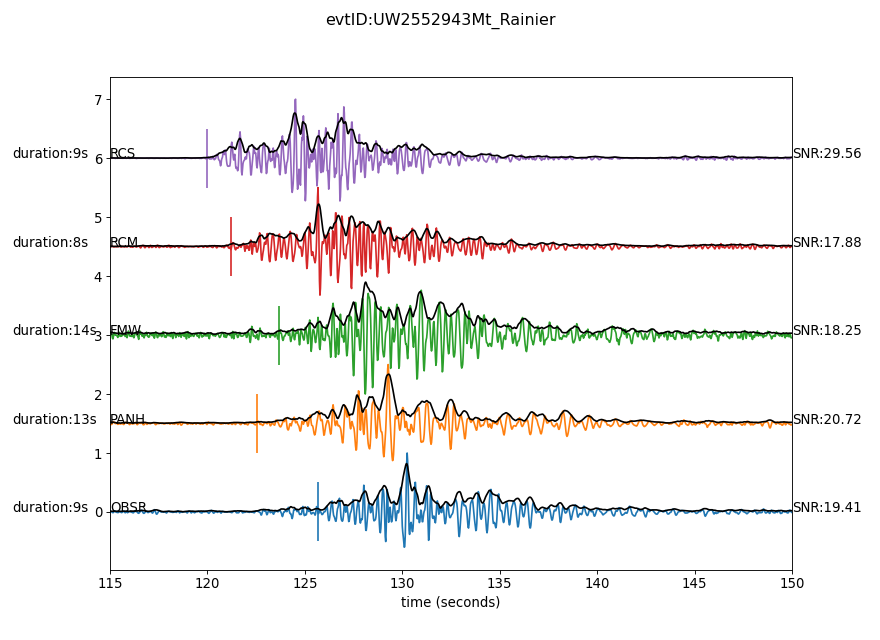 evtID:UW2552943Mt_Rainier
7
duration:9s RCS 6 SNR:29.56
5
duration:8s RCM SNR:17.88
4
duration:14s EMW 3 SNR:18.25
2
duration:13s PANH SNR:20.72
1
duration:9s OBSR 0 SNR:19.41
115 120 125 130 135 140 145 150
time (seconds)